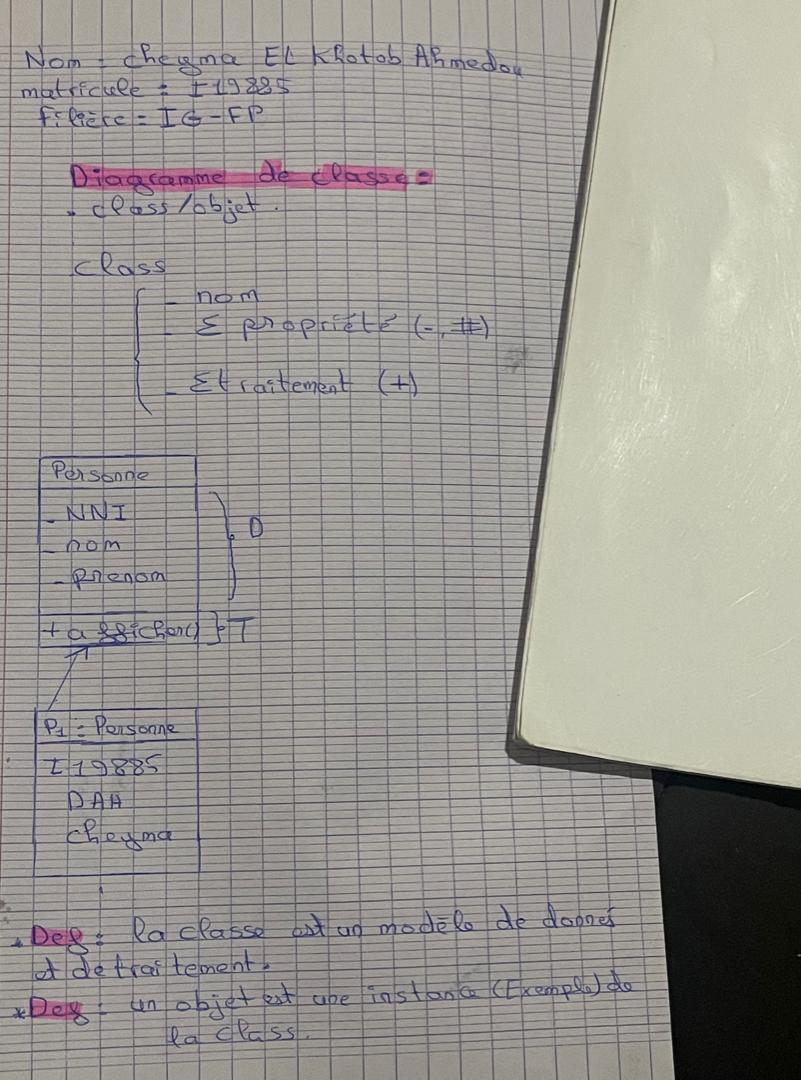 Nom = cheyma EL Khotob Ahmedou
matricule = I19885
filière = IG-FP
Diagramme de classe =
. class/objet.
class
- nom
- Σ propriété (-, #)
- Σ traitement (+)
Personne
- NNI
- nom
- prenom
D
+ afficher() } T
P1 = Personne
I19885
DAH
cheyma
. Def : la classe est un modèle de donnés
et de traitement.
* Def : un objet est une instance (Exemple) de
la class.